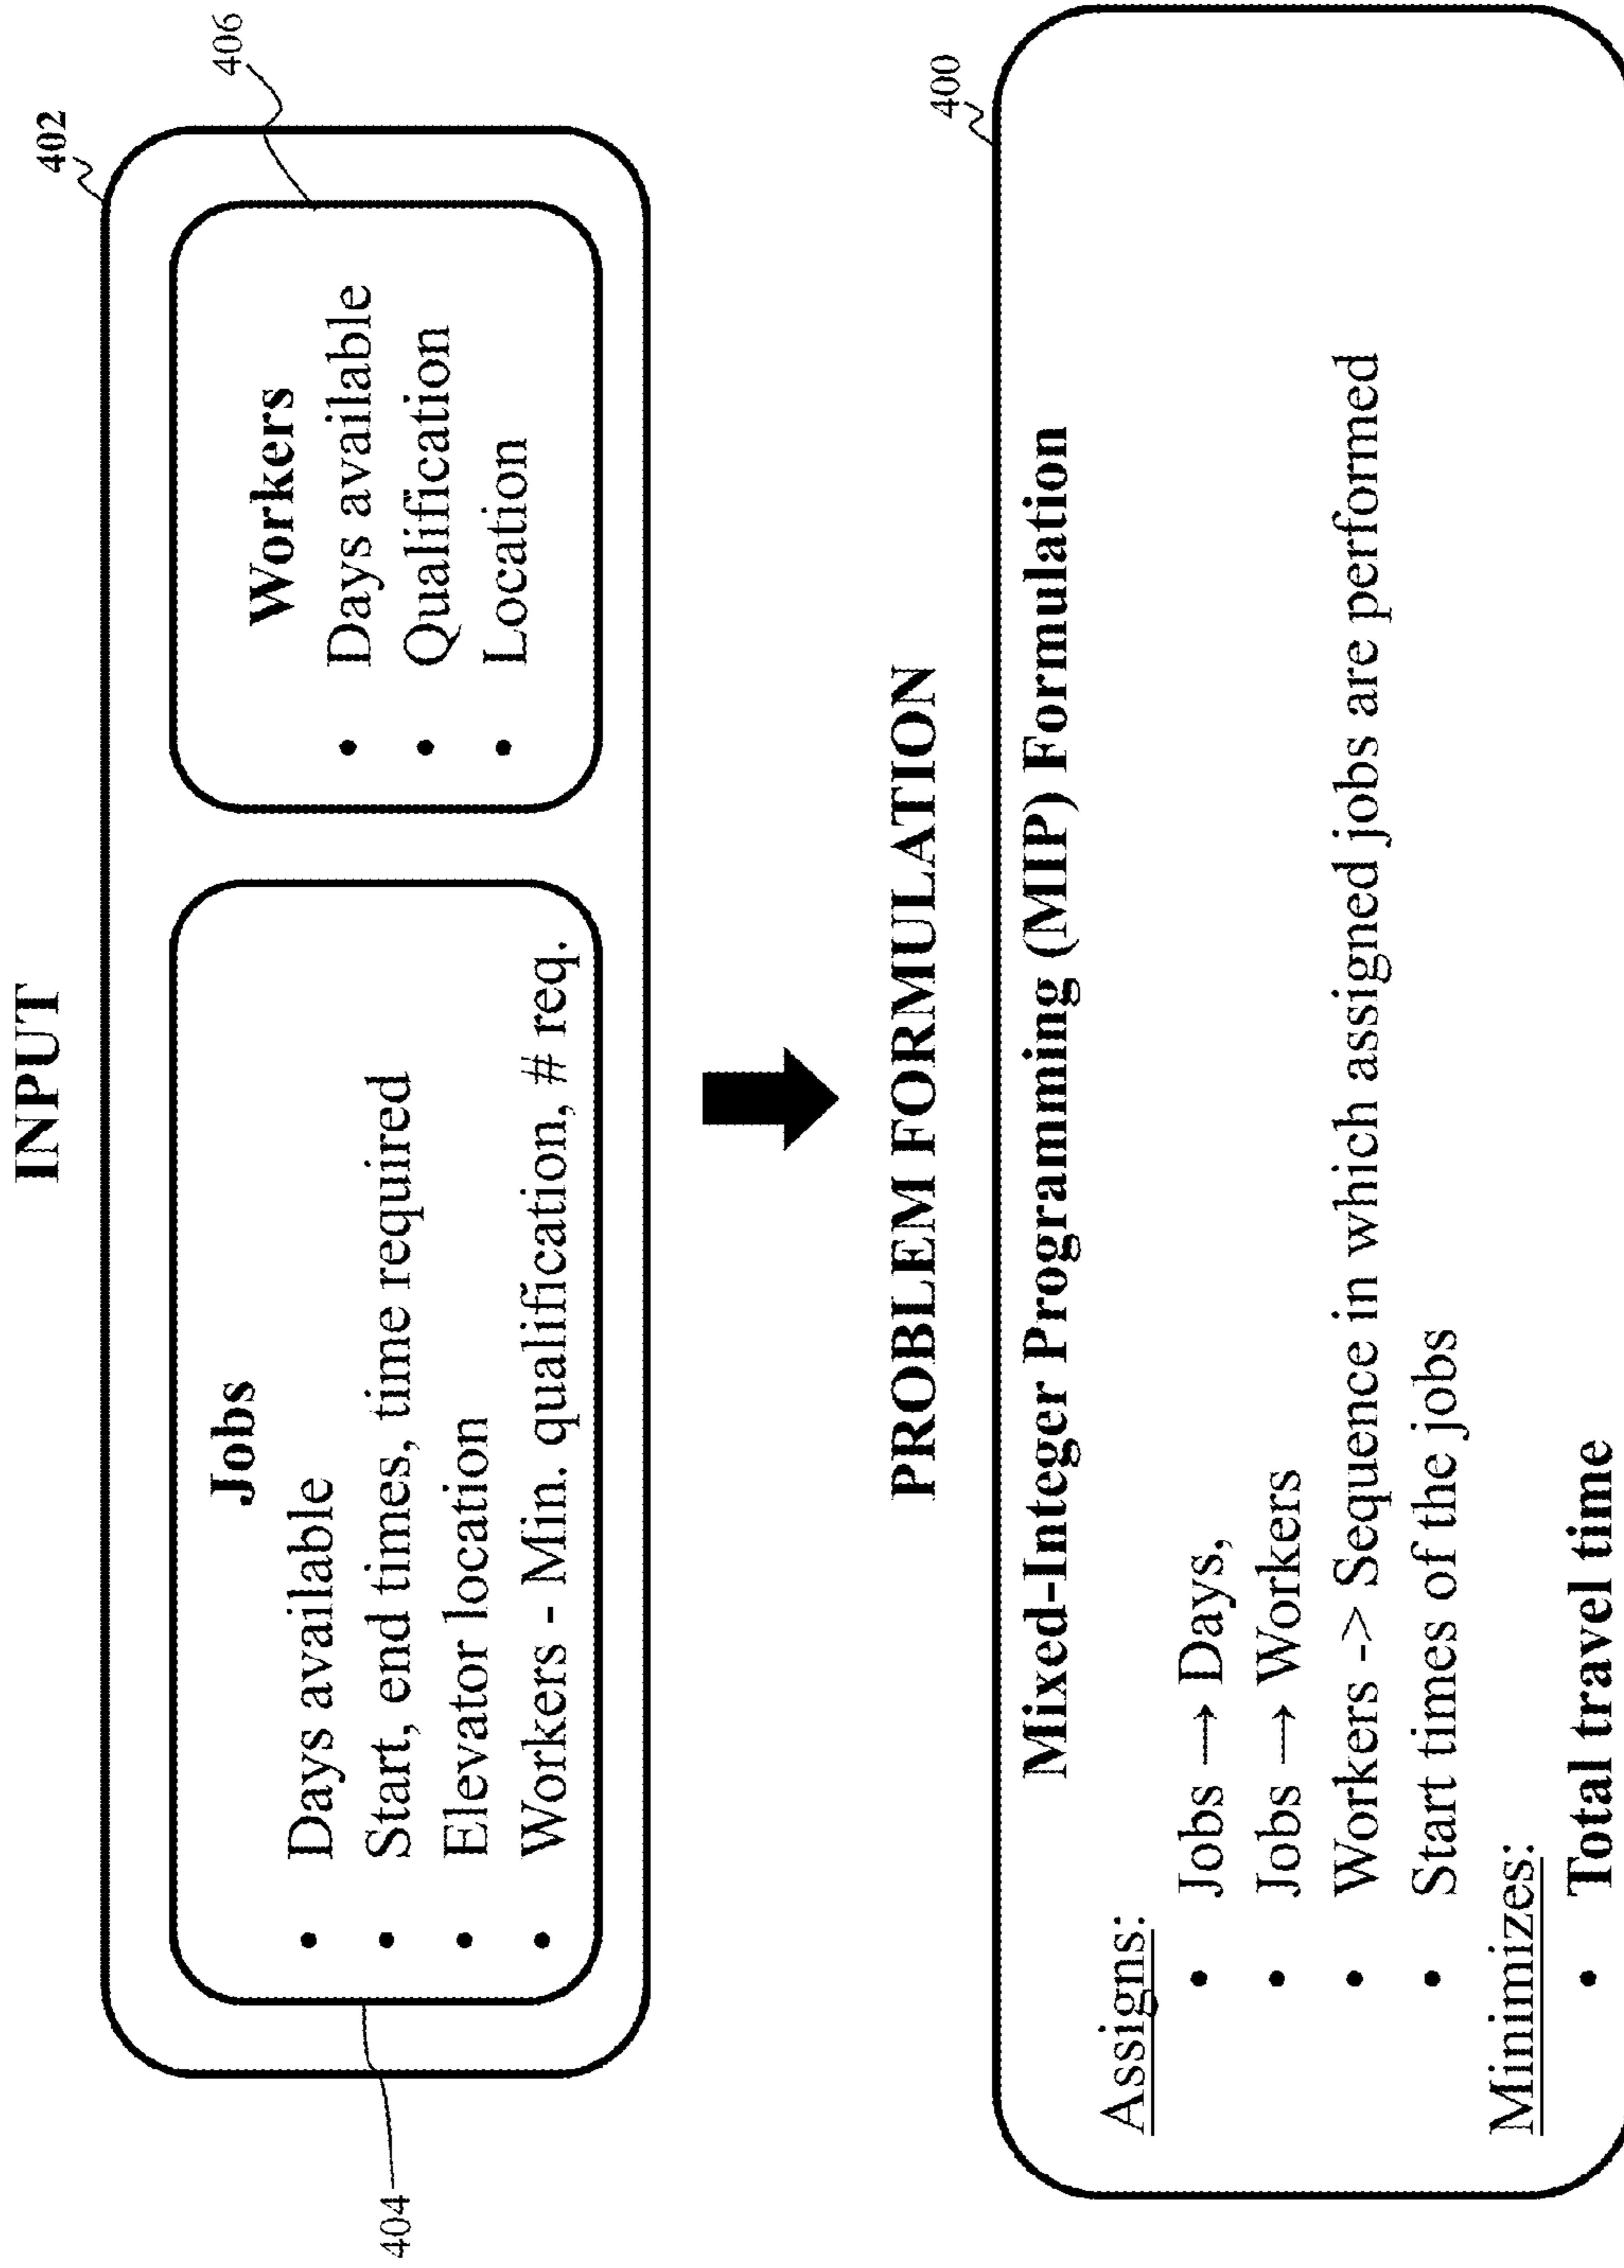 INPUT
402
406
404
Jobs
• Days available
• Start, end times, time required
• Elevator location
• Workers - Min. qualification, # req.
Workers
• Days available
• Qualification
• Location
PROBLEM FORMULATION
400
Mixed-Integer Programming (MIP) Formulation
Assigns:
• Jobs → Days,
• Jobs → Workers
• Workers -> Sequence in which assigned jobs are performed
• Start times of the jobs
Minimizes:
• Total travel time